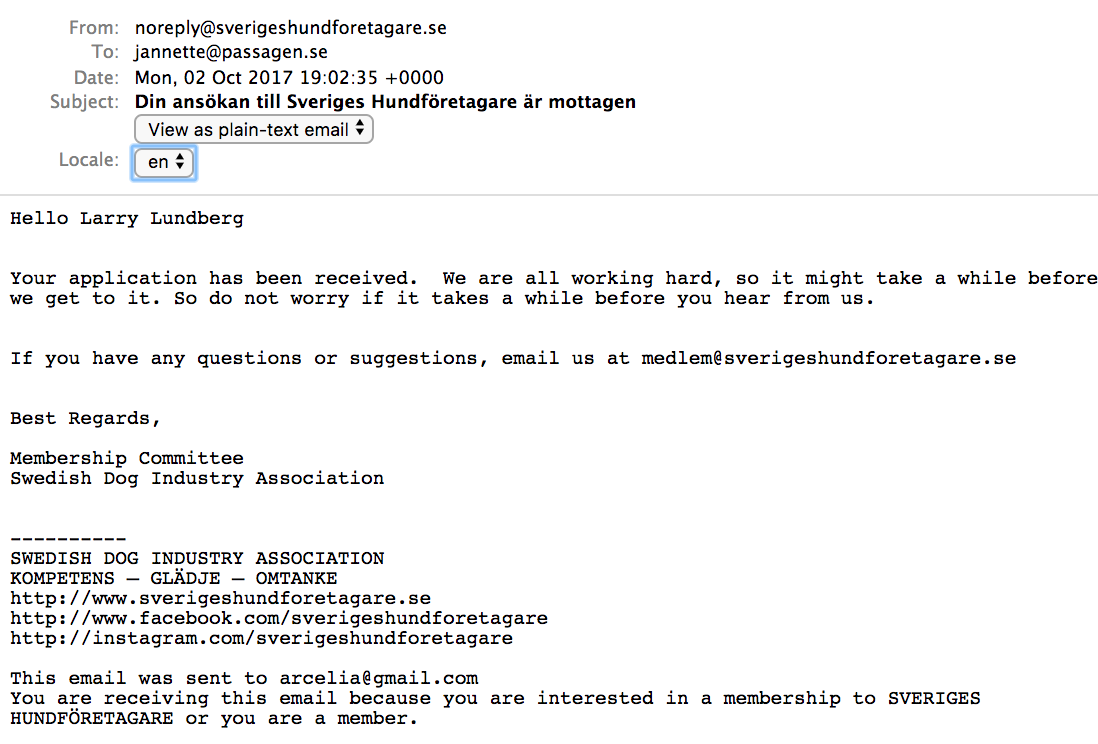 From: noreply@sverigeshundforetagare.se
To: jannette@passagen.se
Date: Mon, 02 Oct 2017 19:02:35 +0000
Subject: Din ansökan till Sveriges Hundföretagare är mottagen
View as plain-text email
Locale: en
Hello Larry Lundberg
Your application has been received.  We are all working hard, so it might take a while before
we get to it. So do not worry if it takes a while before you hear from us.
If you have any questions or suggestions, email us at medlem@sverigeshundforetagare.se
Best Regards,
Membership Committee
Swedish Dog Industry Association
----------
SWEDISH DOG INDUSTRY ASSOCIATION
KOMPETENS – GLÄDJE – OMTANKE
http://www.sverigeshundforetagare.se
http://www.facebook.com/sverigeshundforetagare
http://instagram.com/sverigeshundforetagare
This email was sent to arcelia@gmail.com
You are receiving this email because you are interested in a membership to SVERIGES
HUNDFÖRETAGARE or you are a member.